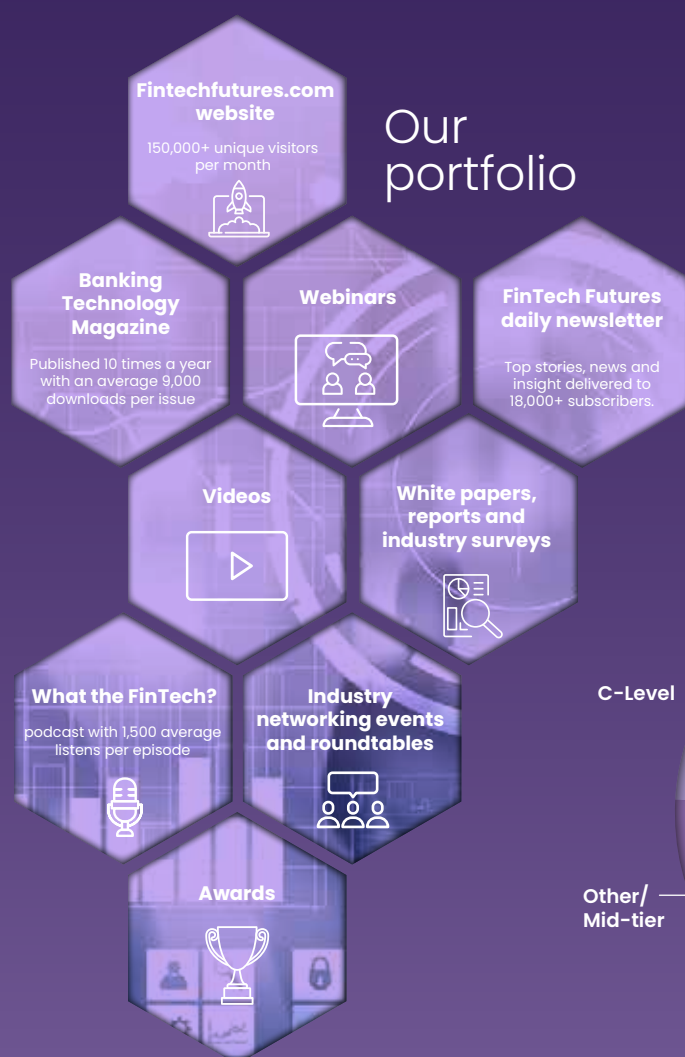 Fintechfutures.com
website
150,000+ unique visitors
per month
Our
portfolio
Banking
Technology
Magazine
Published 10 times a year
with an average 9,000
downloads per issue
Webinars
FinTech Futures
daily newsletter
Top stories, news and
insight delivered to
18,000+ subscribers.
Videos
White papers,
reports and
industry surveys
What the FinTech?
podcast with 1,500 average
listens per episode
Industry
networking events
and roundtables
C-Level
Other/
Mid-tier
Awards